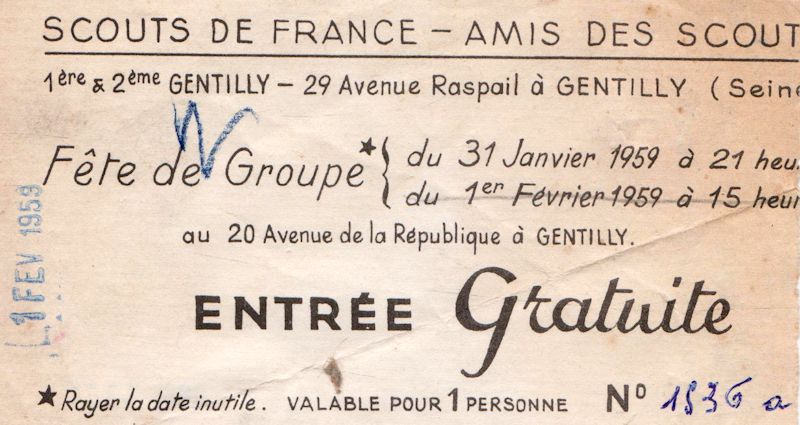 SCOUTS DE FRANCE – AMIS DES SCOUT
1ère & 2ème GENTILLY – 29 Avenue Raspail à GENTILLY (Seine
Fête de Groupe★ { du 31 Janvier 1959 à 21 heu
du 1er Février 1959 à 15 heur
au 20 Avenue de la République à GENTILLY.
1 FEV 1959
ENTRÉE Gratuite
★ Rayer la date inutile. VALABLE POUR 1 PERSONNE N° 1536 a